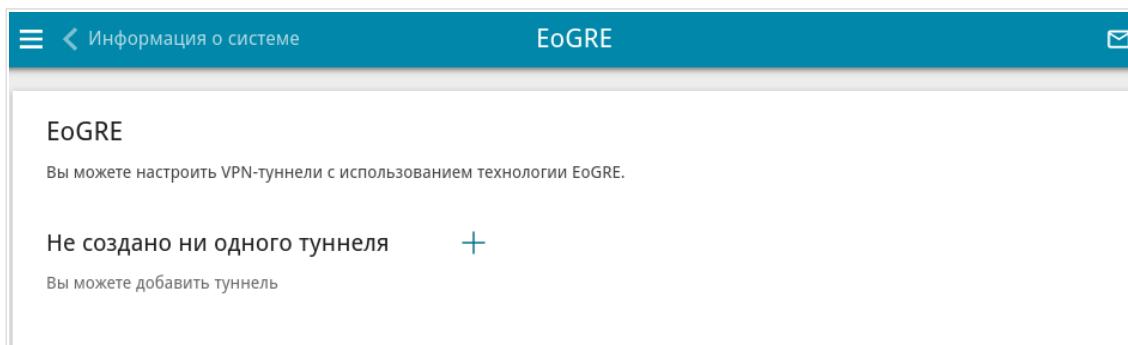 Информация о системе
EoGRE
EoGRE
Вы можете настроить VPN-туннели с использованием технологии EoGRE.
Не создано ни одного туннеля
Вы можете добавить туннель